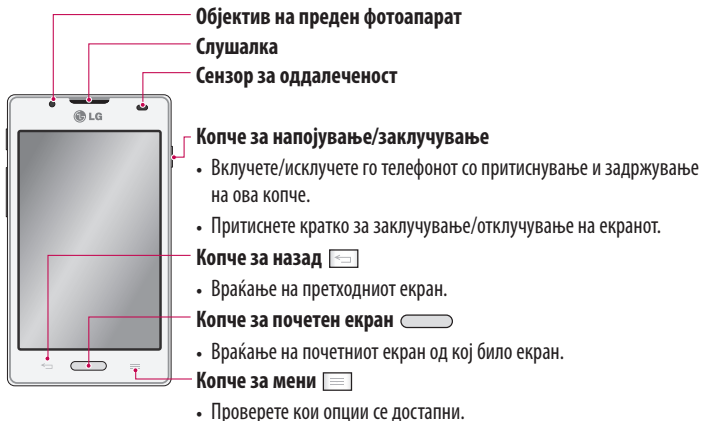 Објектив на преден фотоапарат
Слушалка
Сензор за оддалеченост
LG
Копче за напојување/заклучување
• Вклучете/исклучете го телефонот со притиснување и задржување
на ова копче.
• Притиснете кратко за заклучување/отклучување на екранот.
Копче за назад
• Враќање на претходниот екран.
Копче за почетен екран
• Враќање на почетниот екран од кој било екран.
Копче за мени
• Проверете кои опции се достапни.